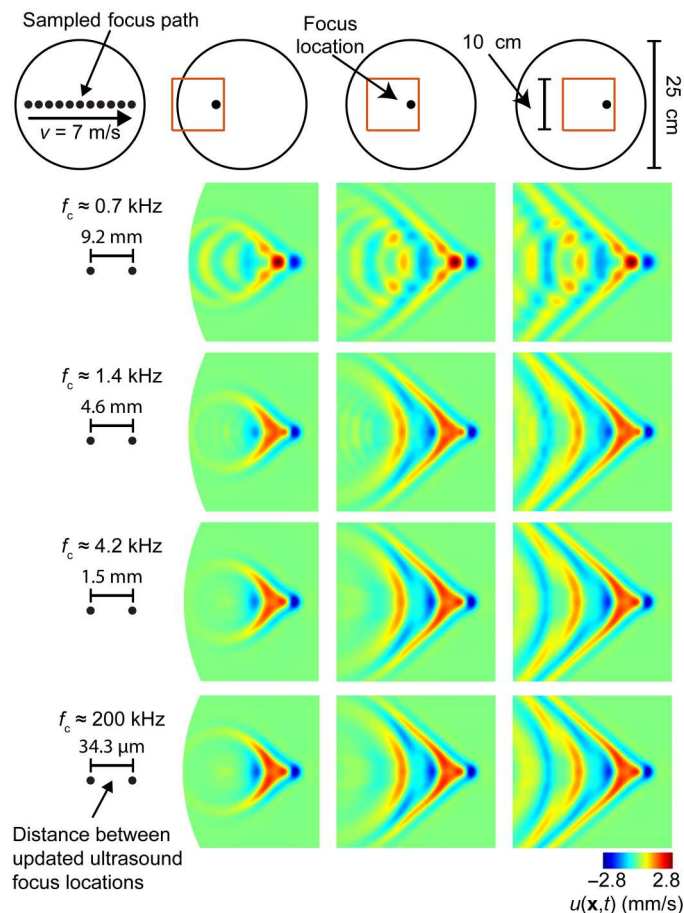 Sampled focus path
v = 7 m/s
Focus
location
10 cm
25 cm
f_c ≈ 0.7 kHz
9.2 mm
f_c ≈ 1.4 kHz
4.6 mm
f_c ≈ 4.2 kHz
1.5 mm
f_c ≈ 200 kHz
34.3 µm
Distance between
updated ultrasound
focus locations
−2.8 2.8
u(x,t) (mm/s)